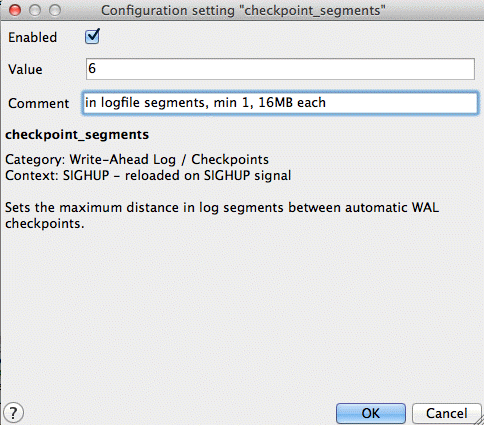 Configuration setting "checkpoint_segments"
Enabled
Value 6
Comment in logfile segments, min 1, 16MB each
checkpoint_segments
Category: Write-Ahead Log / Checkpoints
Context: SIGHUP - reloaded on SIGHUP signal
Sets the maximum distance in log segments between automatic WAL
checkpoints.
? OK Cancel